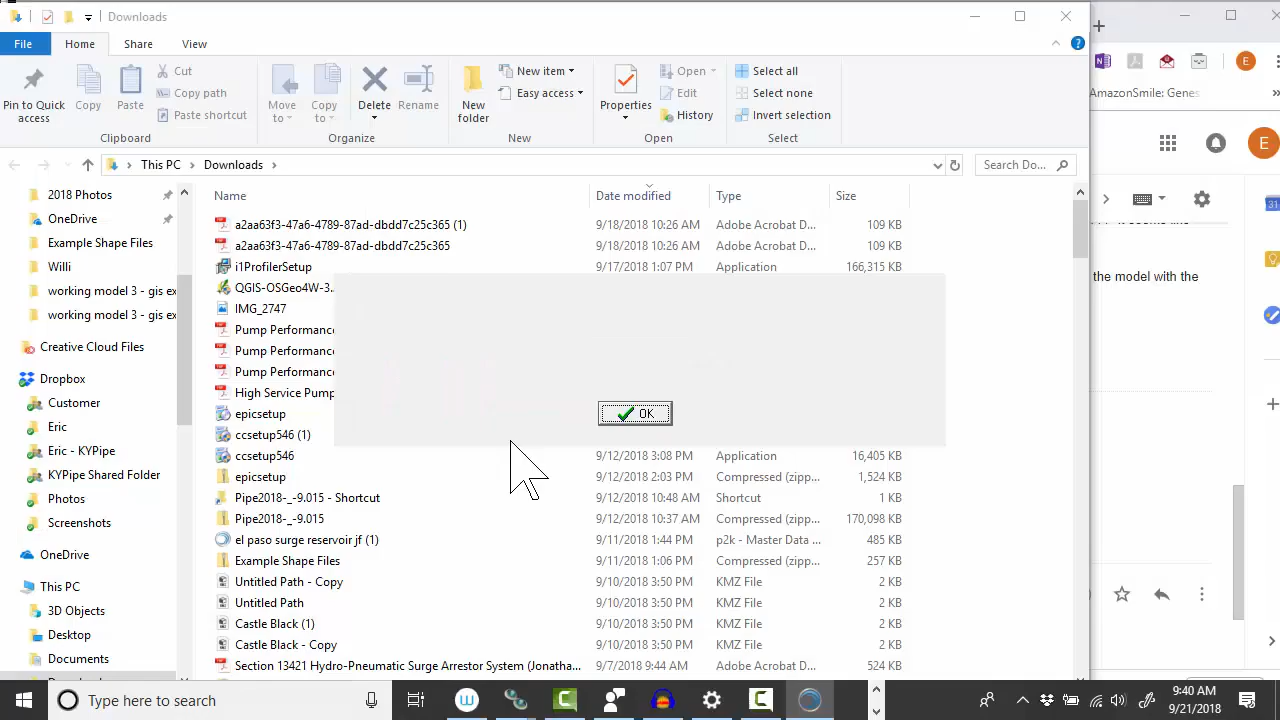 Downloads
File Home Share View
Pin to Quick access
Copy
Paste
Cut
Copy path
Paste shortcut
Clipboard
Move to
Copy to
Delete
Rename
Organize
New folder
New item
Easy access
New
Properties
Open
Edit
History
Open
Select all
Select none
Invert selection
Select
This PC > Downloads >
Search Do...
AmazonSmile: Genes
E
E
31
the model with the
2018 Photos
OneDrive
Example Shape Files
Willi
working model 3 - gis ex
working model 3 - gis ex
Creative Cloud Files
Dropbox
Customer
Eric
Eric - KYPipe
KYPipe Shared Folder
Photos
Screenshots
OneDrive
This PC
3D Objects
Desktop
Documents
Name Date modified Type Size
a2aa63f3-47a6-4789-87ad-dbdd7c25c365 (1) 9/18/2018 10:26 AM Adobe Acrobat D... 109 KB
a2aa63f3-47a6-4789-87ad-dbdd7c25c365 9/18/2018 10:26 AM Adobe Acrobat D... 109 KB
i1ProfilerSetup 9/17/2018 1:07 PM Application 166,315 KB
QGIS-OSGeo4W-3..
IMG_2747
Pump Performance
Pump Performance
Pump Performance
High Service Pump
epicsetup
OK
ccsetup546 (1)
ccsetup546 9/12/2018 3:08 PM Application 16,405 KB
epicsetup 9/12/2018 2:03 PM Compressed (zipp... 1,524 KB
Pipe2018-_-9.015 - Shortcut 9/12/2018 10:48 AM Shortcut 1 KB
Pipe2018-_-9.015 9/12/2018 10:37 AM Compressed (zipp... 170,098 KB
el paso surge reservoir jf (1) 9/11/2018 1:44 PM p2k - Master Data ... 485 KB
Example Shape Files 9/11/2018 1:06 PM Compressed (zipp... 257 KB
Untitled Path - Copy 9/10/2018 3:50 PM KMZ File 2 KB
Untitled Path 9/10/2018 3:50 PM KMZ File 2 KB
Castle Black (1) 9/10/2018 3:50 PM KMZ File 2 KB
Castle Black - Copy 9/10/2018 3:50 PM KMZ File 2 KB
Section 13421 Hydro-Pneumatic Surge Arrestor System (Jonatha... 9/7/2018 9:44 AM Adobe Acrobat D... 524 KB
Type here to search
9:40 AM
9/21/2018